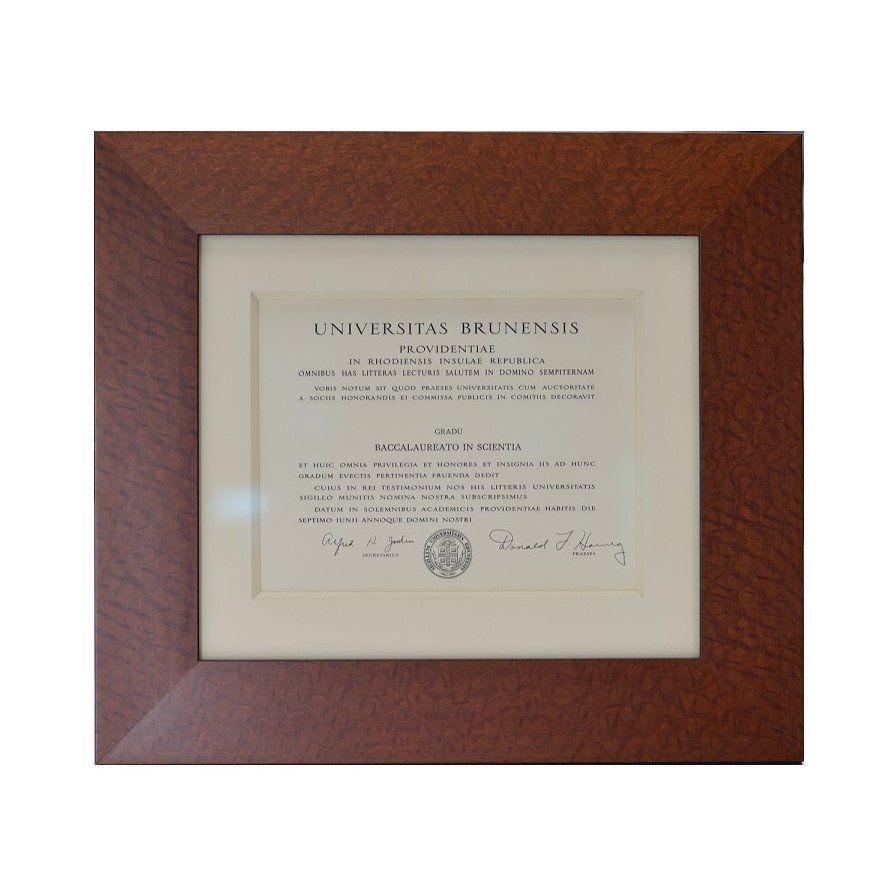 UNIVERSITAS BRUNENSIS
PROVIDENTIAE
IN RHODIENSIS INSULAE REPUBLICA
OMNIBUS HAS LITTERAS LECTURIS SALUTEM IN DOMINO SEMPITERNAM
VOBIS NOTUM SIT QUOD PRAESES UNIVERSITATIS CUM AUCTORITATE
A SOCIIS HONORANDIS EI COMMISSA PUBLICIS IN COMITIIS DECORAVIT
GRADU
BACCALAUREATO IN SCIENTIA
ET HUIC OMNIA PRIVILEGIA ET HONORES ET INSIGNIA IIS AD HUNC
GRADUM EVECTIS PERTINENTIA FRUENDA DEDIT
CUIUS IN REI TESTIMONIUM NOS HIS LITTERIS UNIVERSITATIS
SIGILLO MUNITIS NOMINA NOSTRA SUBSCRIPSIMUS
DATUM IN SOLEMNIBUS ACADEMICIS PROVIDENTIAE HABITIS DIE
SEPTIMO IUNII ANNOQUE DOMINI NOSTRI
Donald F. Hornig
SECRETARIUS
PRAESES